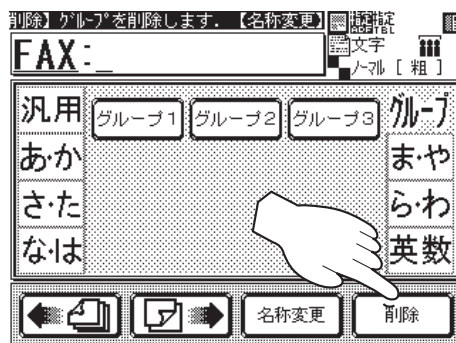 削除】グループを削除します. 【名称変更】
FAX:_
文字
ノーマル [ 粗 ]
汎用
グループ1
グループ2
グループ3
グループ
あ・か
ま・や
さ・た
ら・わ
な・は
英数
名称変更
削除